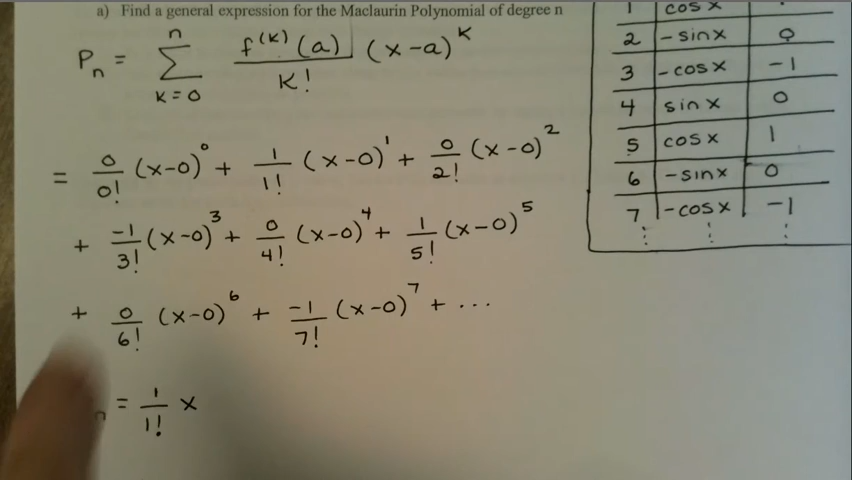 a) Find a general expression for the Maclaurin Polynomial of degree n
Pₙ = ∑ₖ₌₀ⁿ f⁽ᴷ⁾(a)/K! (x-a)ᴷ
= 0/0! (x-0)⁰ + 1/1! (x-0)¹ + 0/2! (x-0)²
+ -1/3! (x-0)³ + 0/4! (x-0)⁴ + 1/5! (x-0)⁵
+ 0/6! (x-0)⁶ + -1/7! (x-0)⁷ + ...
n = 1/1! x
1 cos x
2 -sin x 0
3 -cos x -1
4 sin x 0
5 cos x 1
6 -sin x 0
7 -cos x -1
⋮ ⋮ ⋮